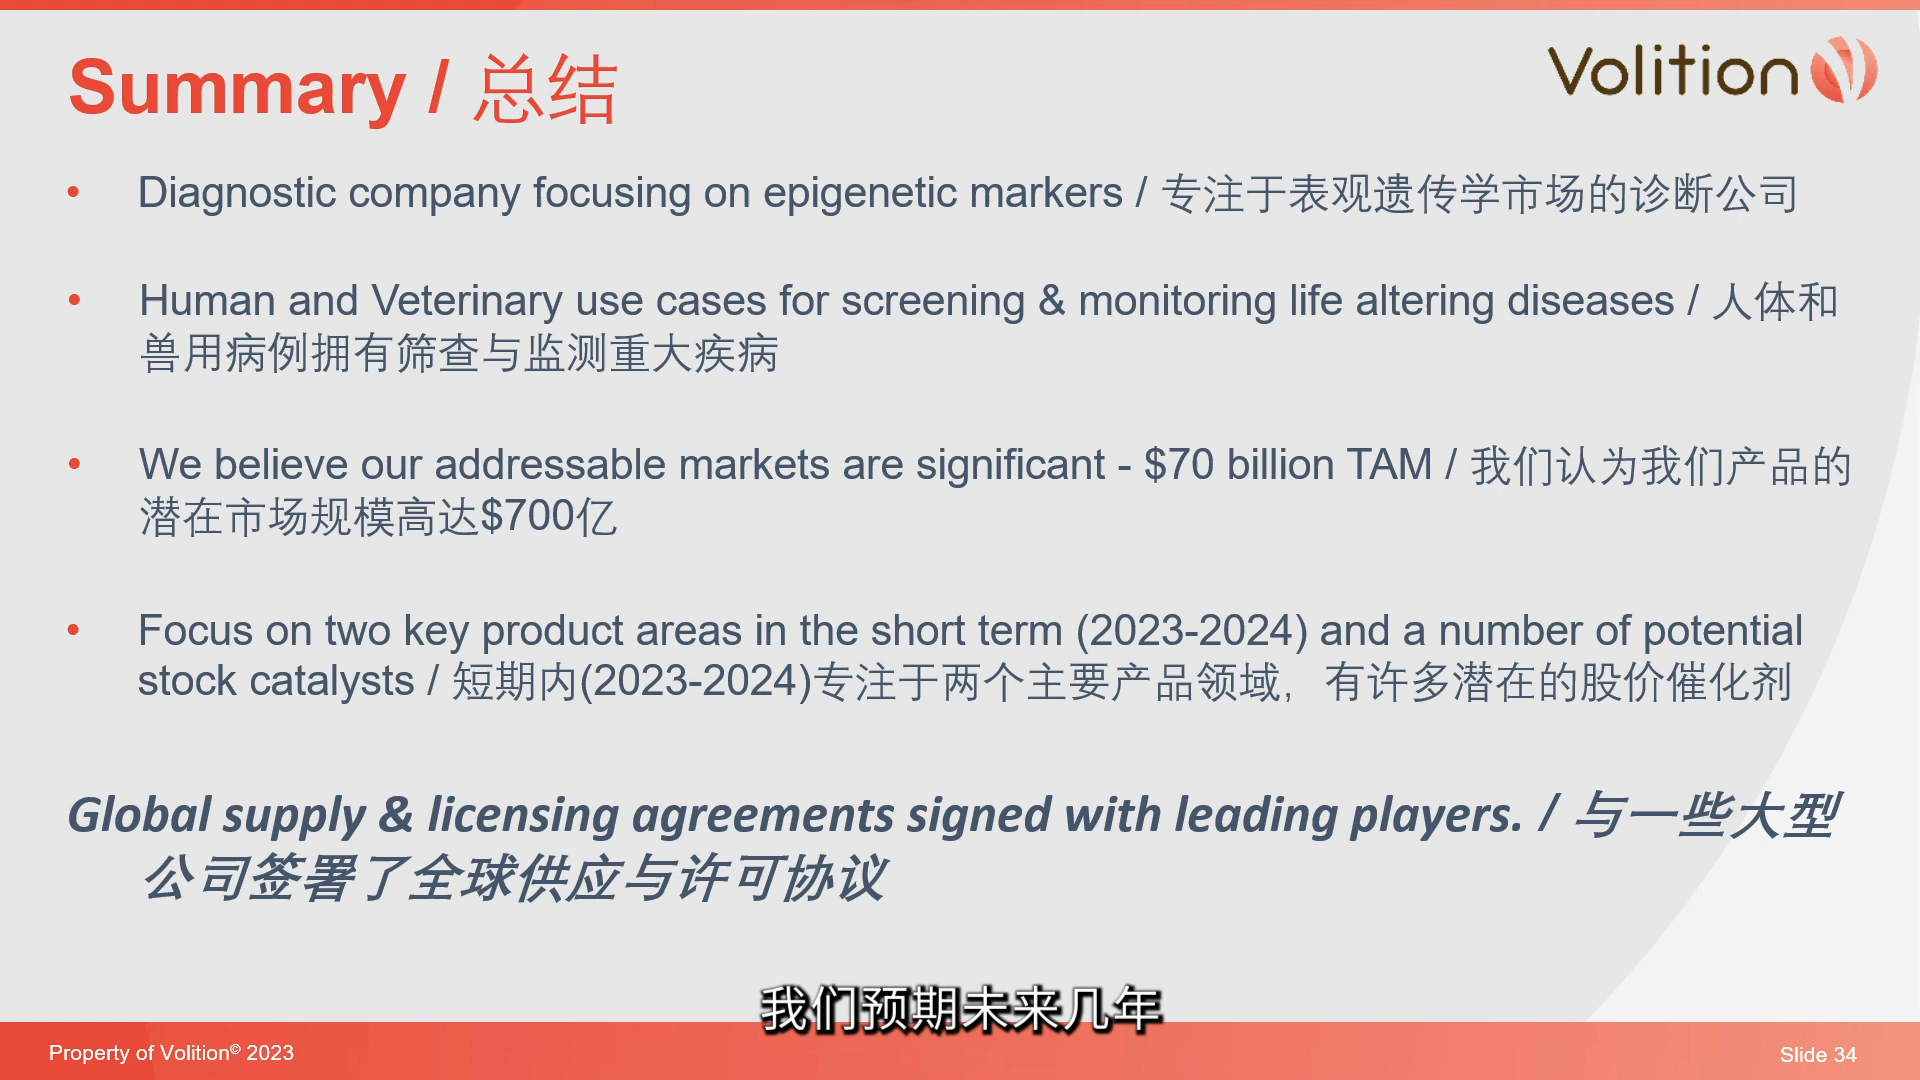 Summary / 总结
Volition
• Diagnostic company focusing on epigenetic markers / 专注于表观遗传学市场的诊断公司
• Human and Veterinary use cases for screening & monitoring life altering diseases / 人体和
兽用病例拥有筛查与监测重大疾病
• We believe our addressable markets are significant - $70 billion TAM / 我们认为我们产品的
潜在市场规模高达$700亿
• Focus on two key product areas in the short term (2023-2024) and a number of potential
stock catalysts / 短期内(2023-2024)专注于两个主要产品领域，有许多潜在的股价催化剂
Global supply & licensing agreements signed with leading players. / 与一些大型
公司签署了全球供应与许可协议
我们预期未来几年
Property of Volition© 2023
Slide 34